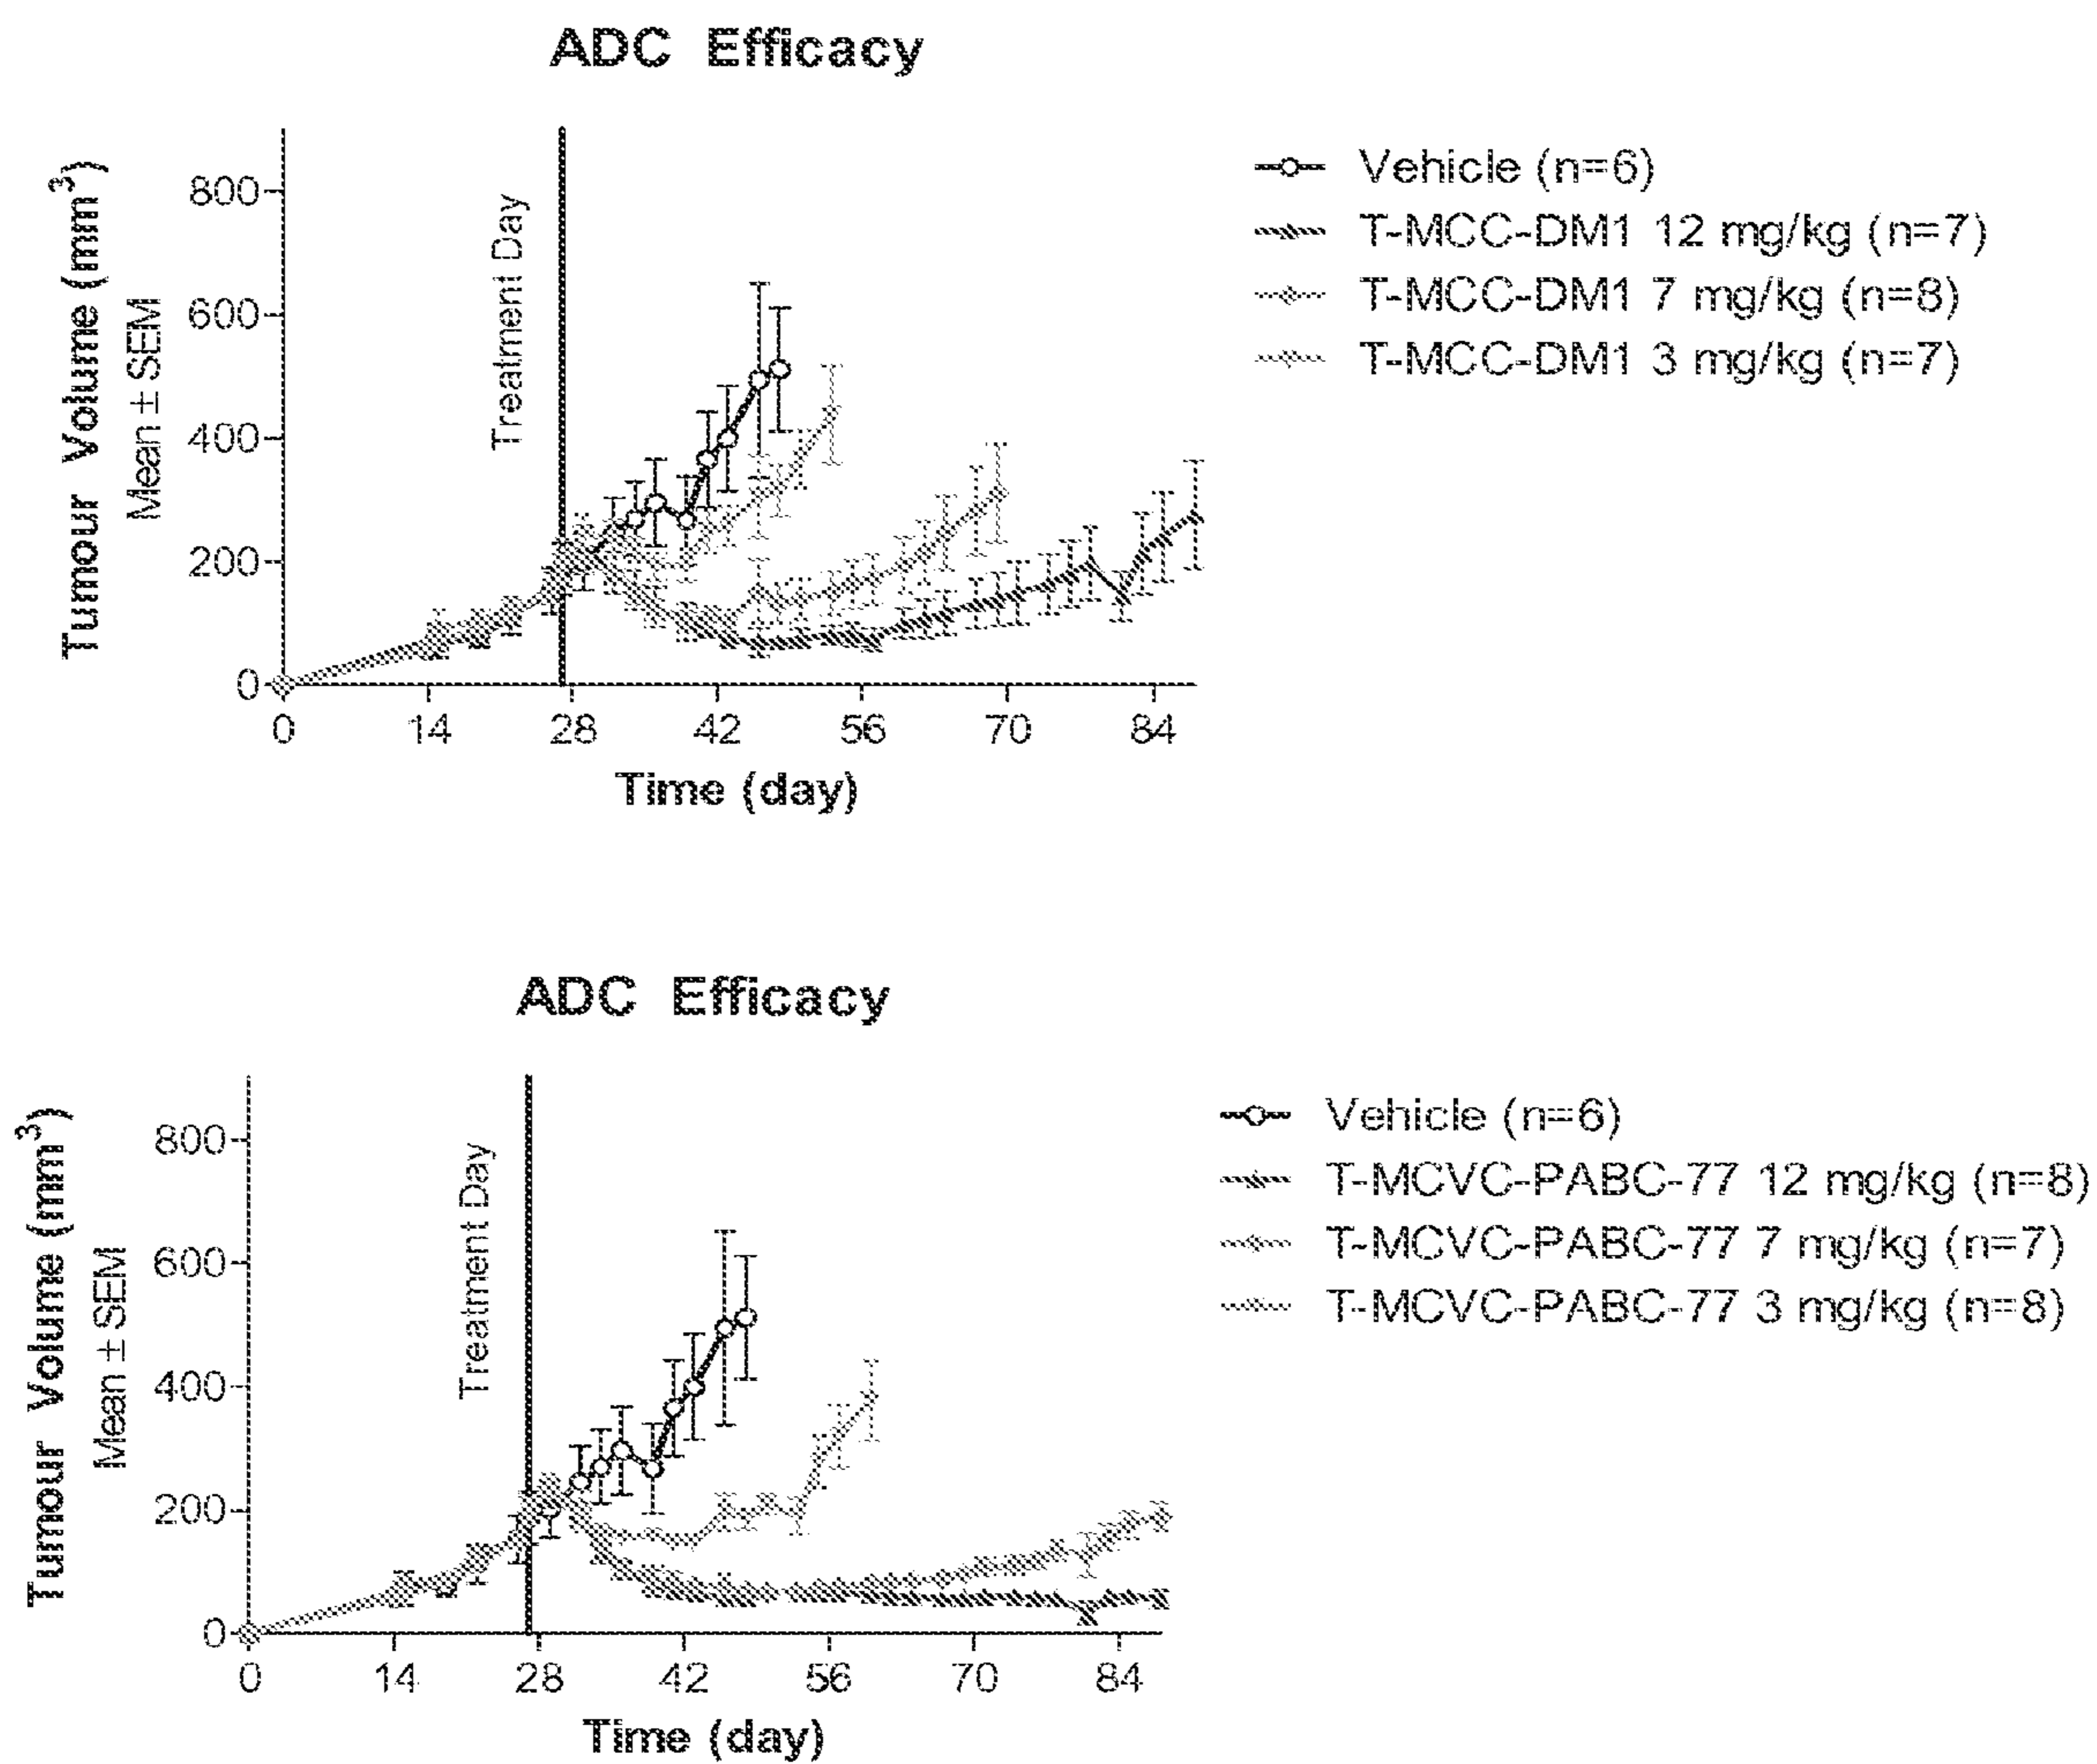 ADC Efficacy
Tumour Volume (mm³)
Mean ± SEM
800
600
400
200
0
Treatment Day
0 14 28 42 56 70 84
Time (day)
Vehicle (n=6)
T-MCC-DM1 12 mg/kg (n=7)
T-MCC-DM1 7 mg/kg (n=8)
T-MCC-DM1 3 mg/kg (n=7)
ADC Efficacy
Tumour Volume (mm³)
Mean ± SEM
800
600
400
200
0
Treatment Day
0 14 28 42 56 70 84
Time (day)
Vehicle (n=6)
T-MCVC-PABC-77 12 mg/kg (n=8)
T-MCVC-PABC-77 7 mg/kg (n=7)
T-MCVC-PABC-77 3 mg/kg (n=8)